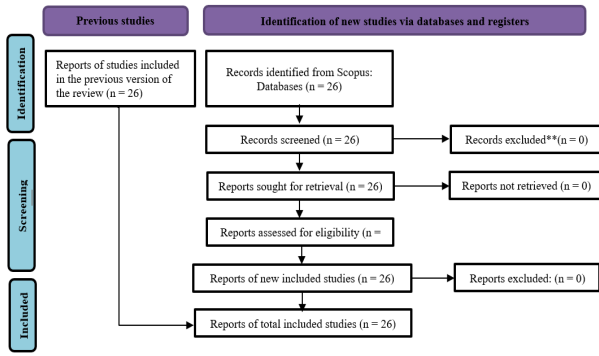 Previous studies
Identification of new studies via databases and registers
Identification
Reports of studies included
in the previous version of
the review (n = 26)
Records identified from Scopus:
Databases (n = 26)
Records screened (n = 26)
Records excluded**(n = 0)
Screening
Reports sought for retrieval (n = 26)
Reports not retrieved (n = 0)
Reports assessed for eligibility (n =
Reports of new included studies (n = 26)
Reports excluded: (n = 0)
Included
Reports of total included studies (n = 26)